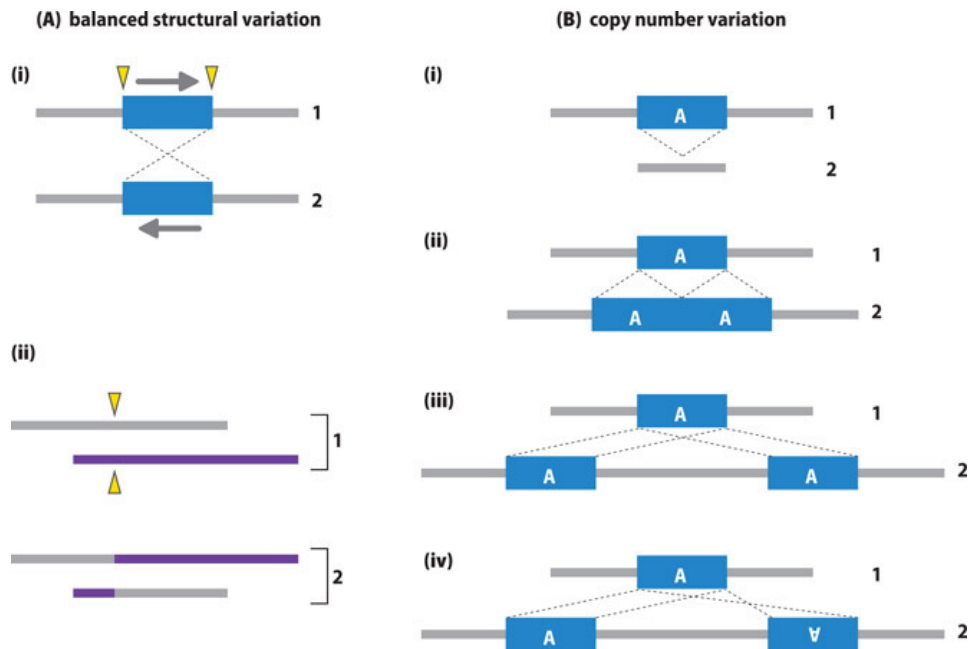 (A) balanced structural variation
(i)
1
2
(ii)
1
2
(B) copy number variation
(i)
A
1
2
(ii)
A
1
A A
2
(iii)
A
1
A A
2
(iv)
A
1
A A
2